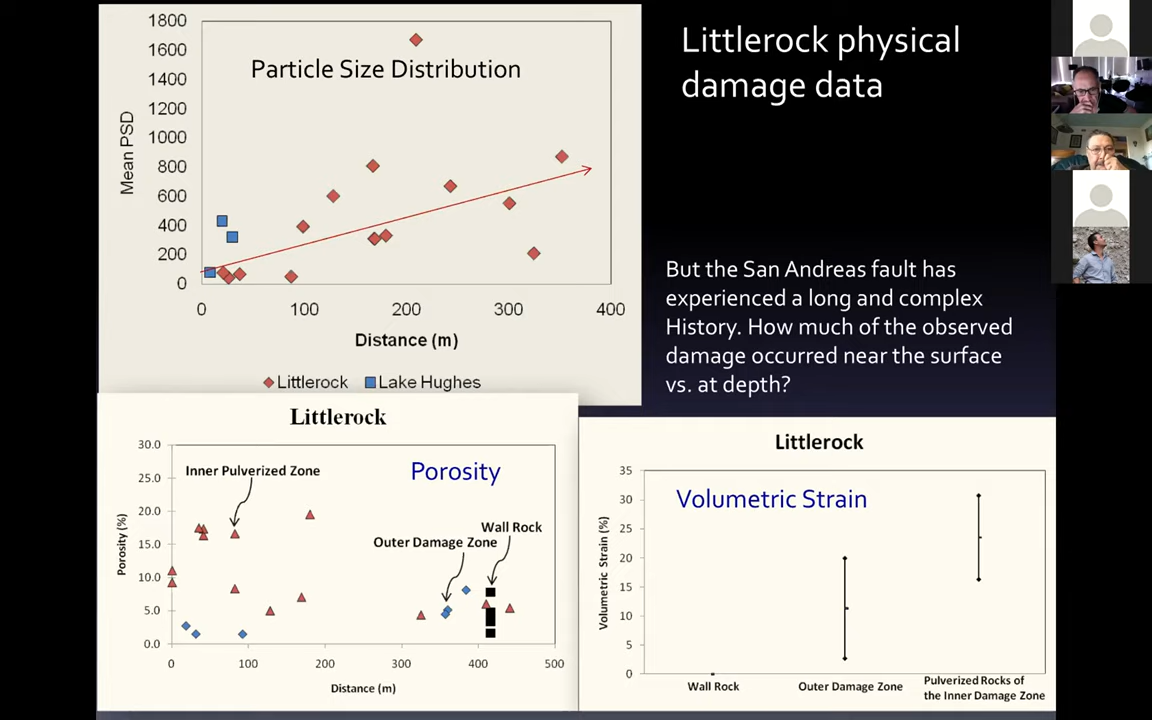 Littlerock physical
damage data
Particle Size Distribution
Mean PSD
1800
1600
1400
1200
1000
800
600
400
200
0
0 100 200 300 400
Distance (m)
Littlerock Lake Hughes
But the San Andreas fault has
experienced a long and complex
History. How much of the observed
damage occurred near the surface
vs. at depth?
Littlerock
Porosity
Inner Pulverized Zone
Outer Damage Zone
Wall Rock
Porosity (%)
30.0
25.0
20.0
15.0
10.0
5.0
0.0
0 100 200 300 400 500
Distance (m)
Littlerock
Volumetric Strain
Volumetric Strain (%)
35
30
25
20
15
10
5
0
Wall Rock
Outer Damage Zone
Pulverized Rocks of
the Inner Damage Zone